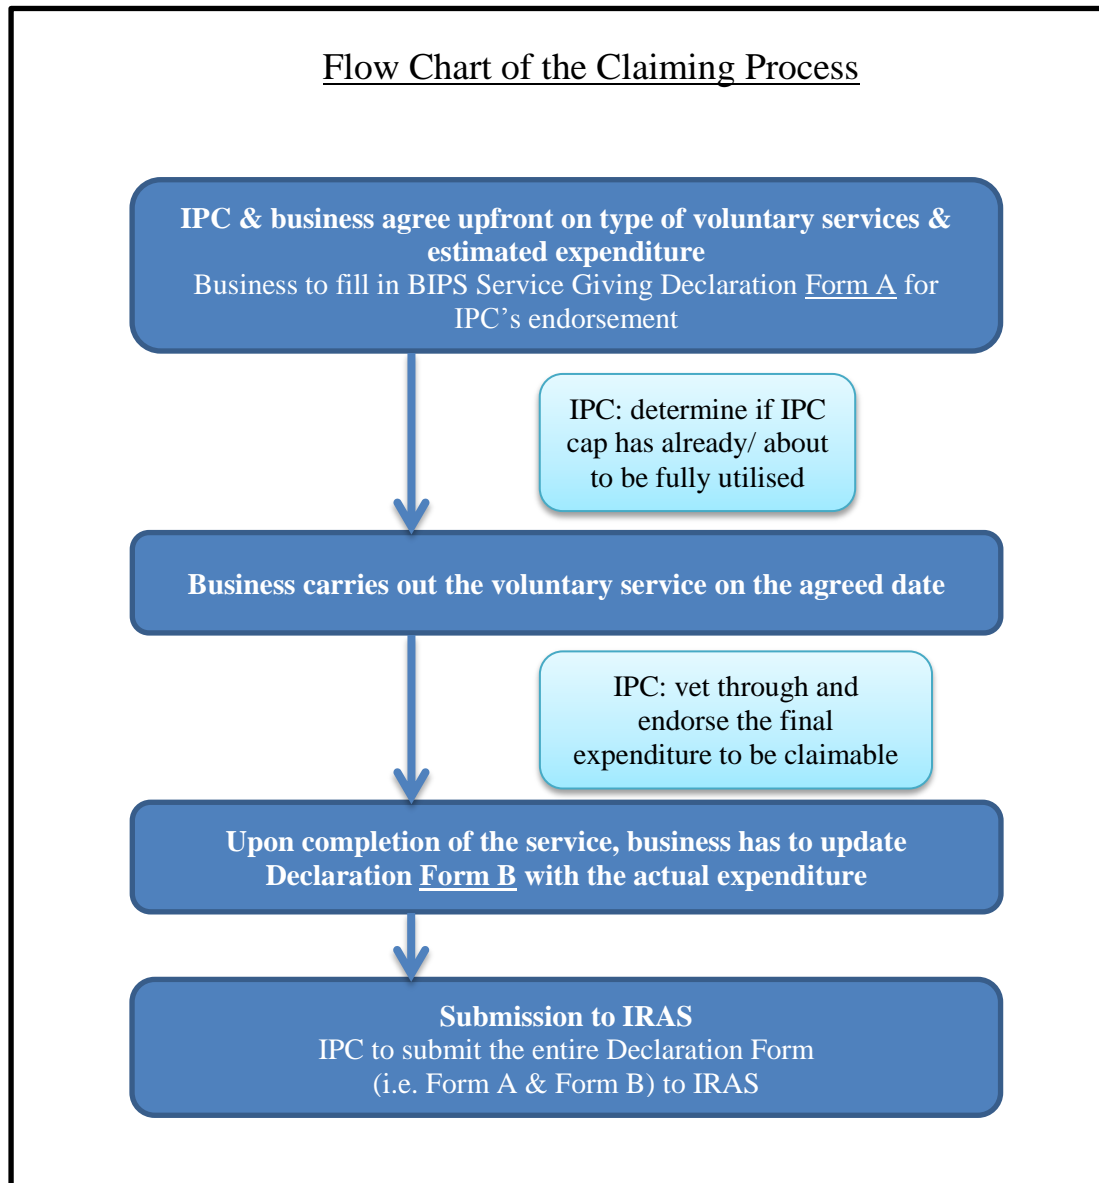 Flow Chart of the Claiming Process
IPC & business agree upfront on type of voluntary services &
estimated expenditure
Business to fill in BIPS Service Giving Declaration Form A for
IPC’s endorsement
IPC: determine if IPC
cap has already/ about
to be fully utilised
Business carries out the voluntary service on the agreed date
IPC: vet through and
endorse the final
expenditure to be claimable
Upon completion of the service, business has to update
Declaration Form B with the actual expenditure
Submission to IRAS
IPC to submit the entire Declaration Form
(i.e. Form A & Form B) to IRAS